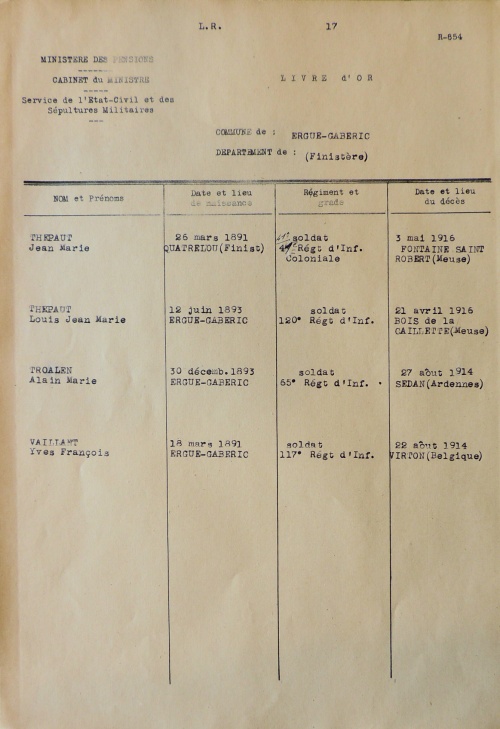 L.R. 17
R-654
MINISTERE DES PENSIONS
CABINET du MINISTRE
Service de l'Etat-Civil et des
Sépultures Militaires
LIVRE d'OR
COMMUNE de : ERGUE-GABERIC
DEPARTEMENT de : (Finistère)
NOM et Prénoms
Date et lieu
de naissance
Régiment et
grade
Date et lieu
du décès
THEPAUT
Jean Marie
26 mars 1891
QUATRELOU(Finist)
soldat
Régt d'Inf.
Coloniale
3 mai 1916
FONTAINE SAINT
ROBERT(Meuse)
THEPAUT
Louis Jean Marie
12 juin 1893
ERGUE-GABERIC
soldat
120° Régt d'Inf.
21 avril 1916
BOIS de la
CAILLETTE(Meuse)
TROALEN
Alain Marie
30 décemb.1893
ERGUE-GABERIC
soldat
65° Régt d'Inf.
27 août 1914
SEDAN(Ardennes)
VAILLANT
Yves François
18 mars 1891
ERGUE-GABERIC
soldat
117° Régt d'Inf.
22 août 1914
VIRTON(Belgique)